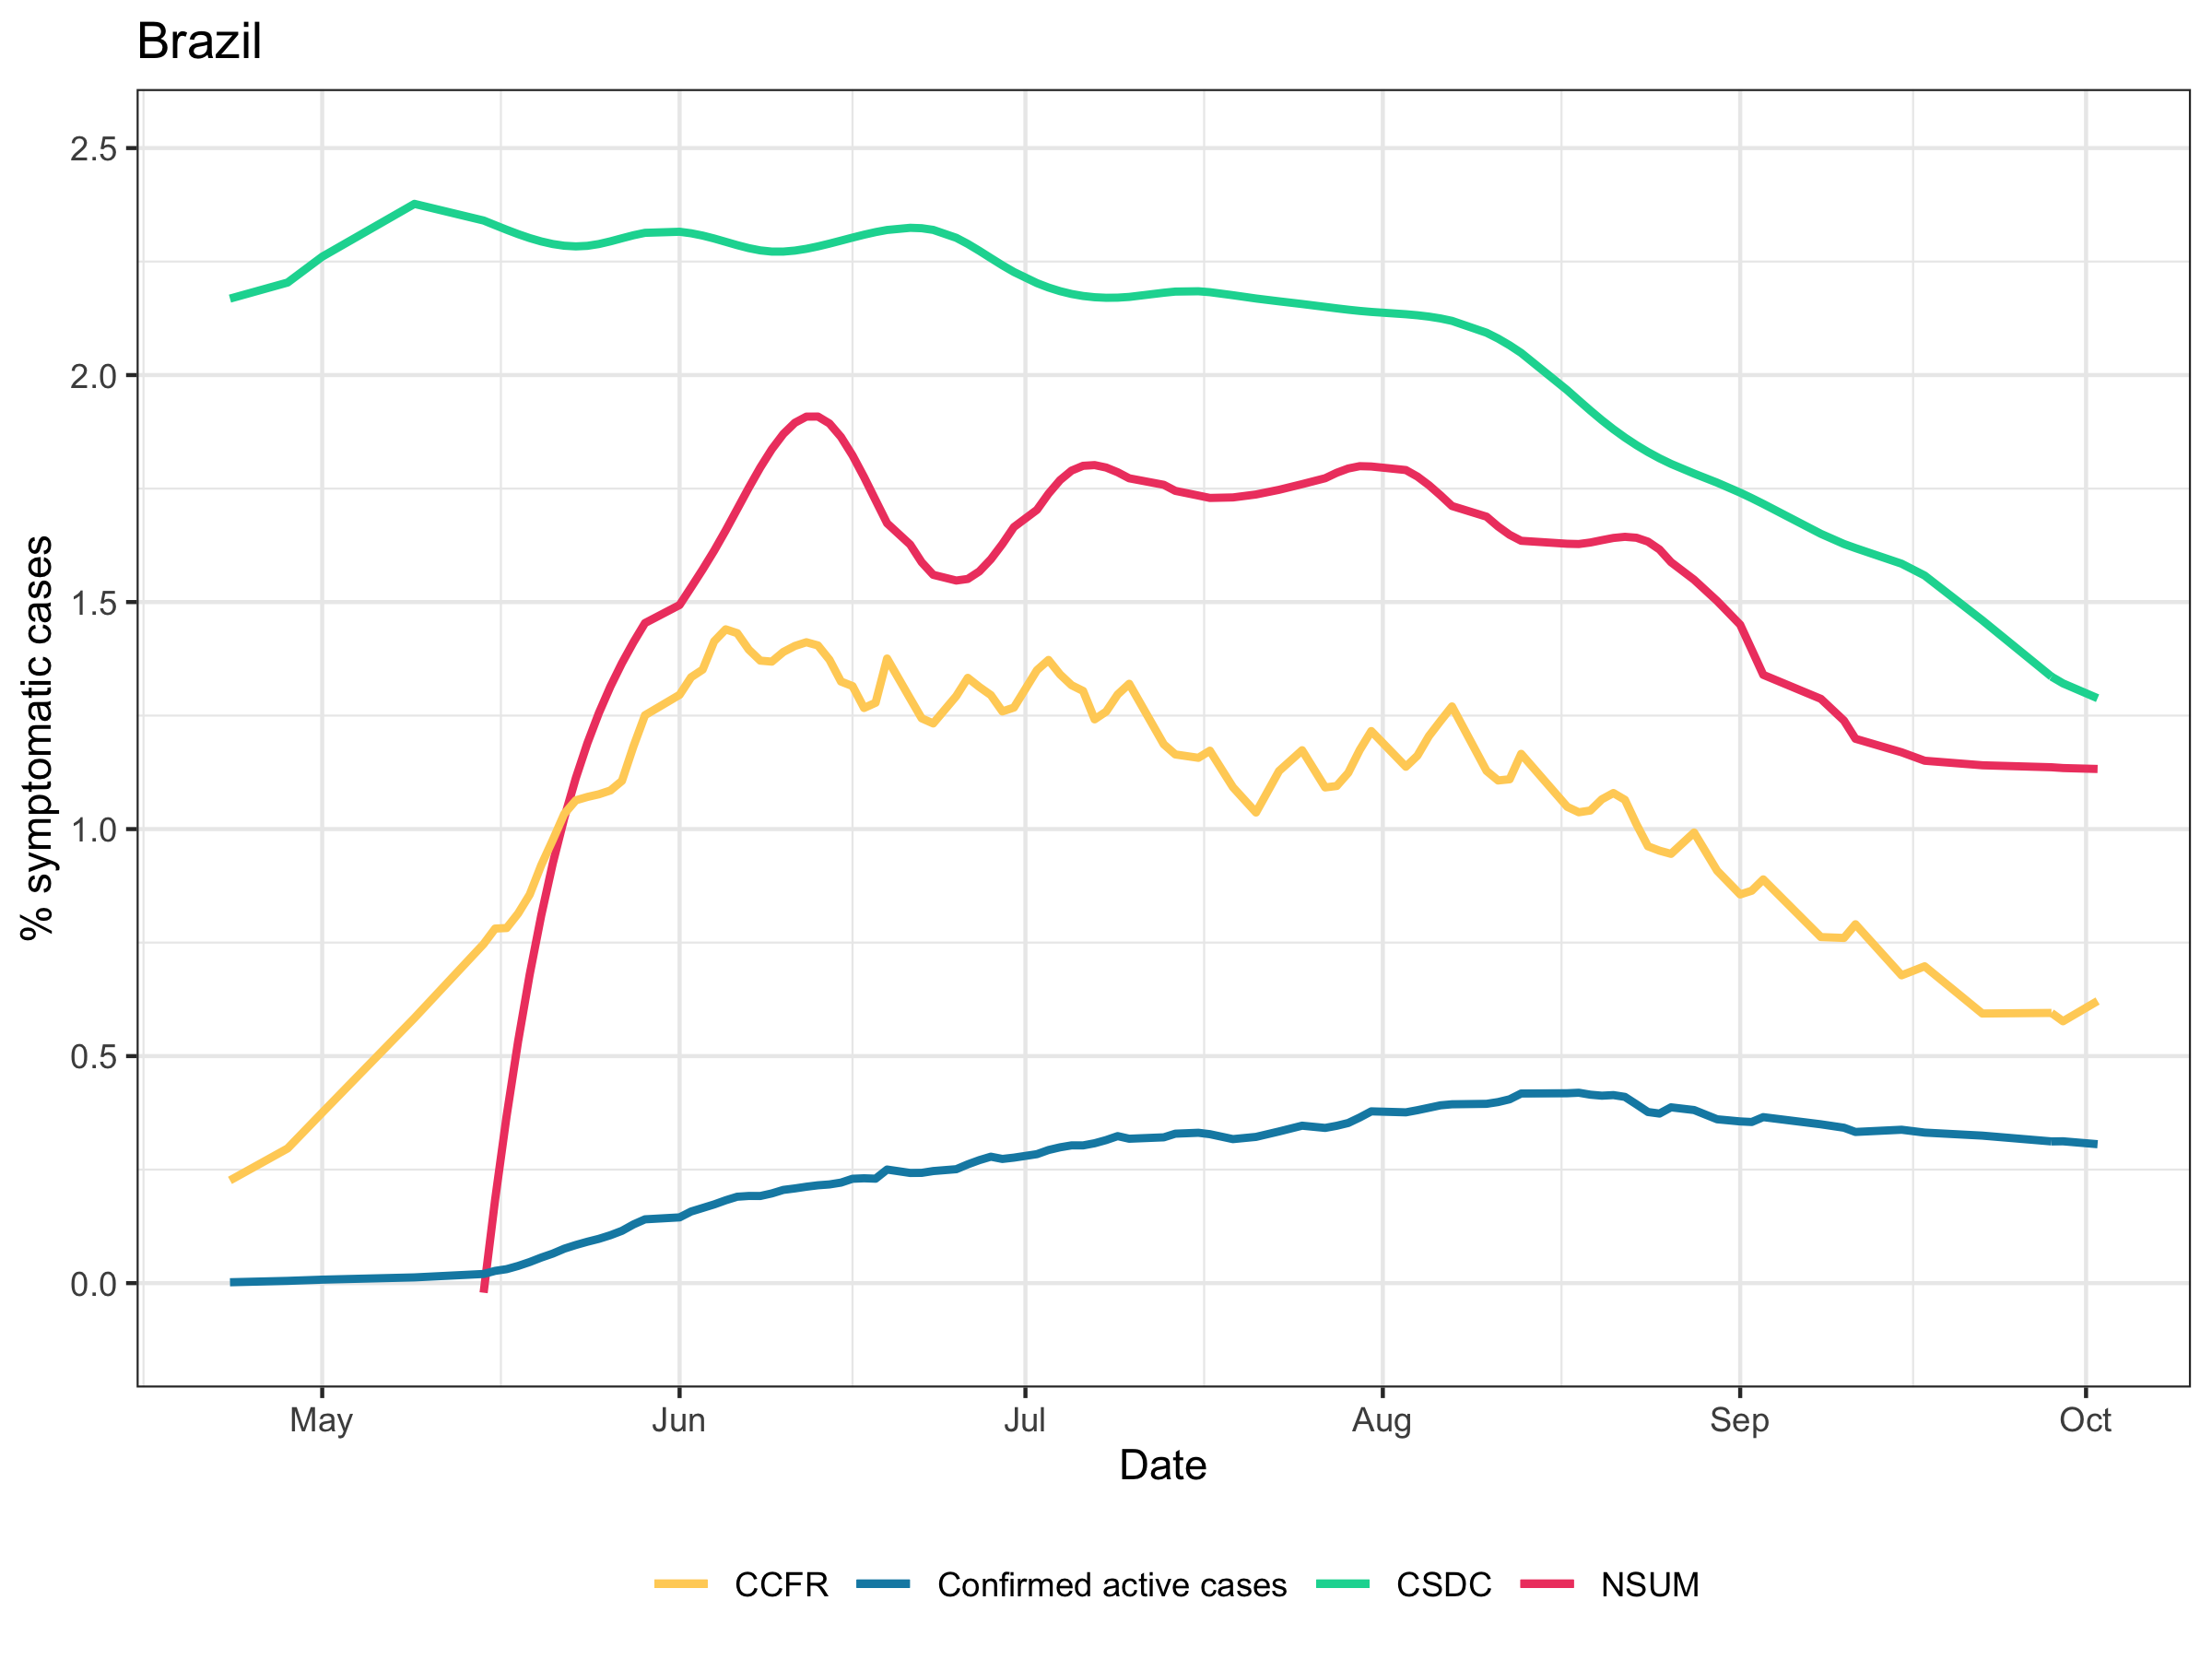 Brazil
% symptomatic cases
2.5
2.0
1.5
1.0
0.5
0.0
May Jun Jul Aug Sep Oct
Date
CCFR Confirmed active cases CSDC NSUM